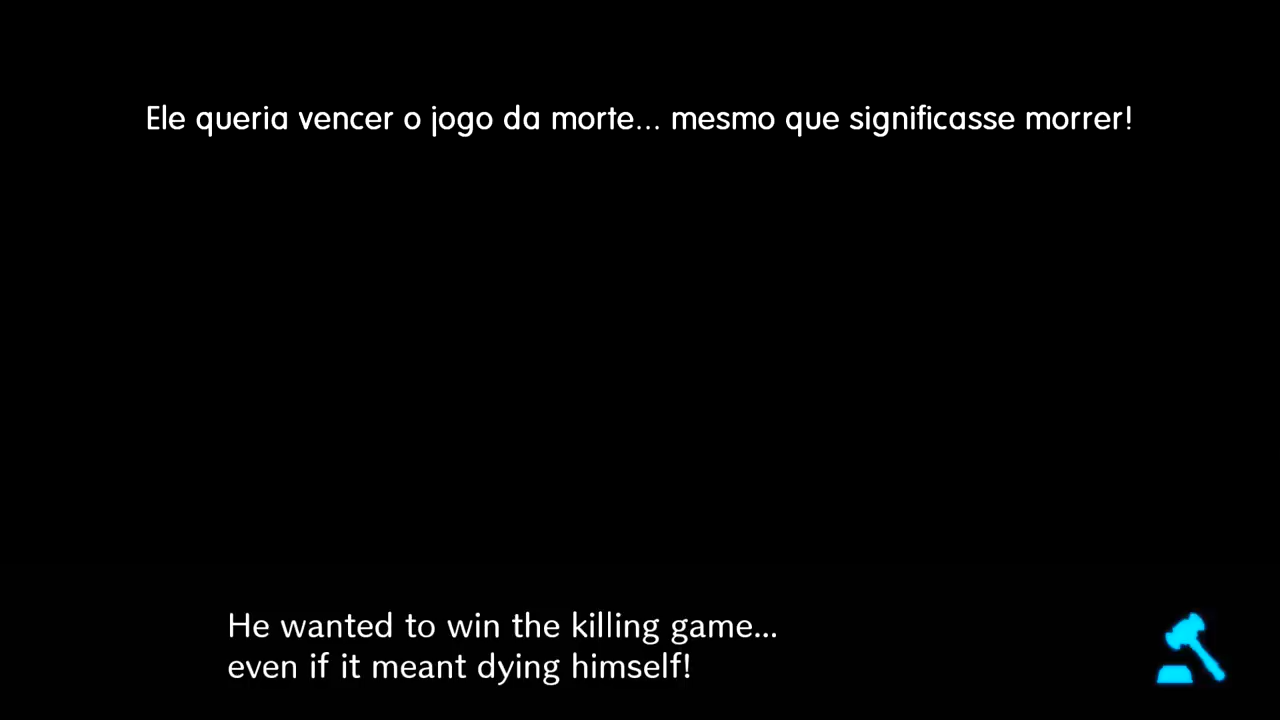 Ele queria vencer o jogo da morte... mesmo que significasse morrer!
He wanted to win the killing game...
even if it meant dying himself!